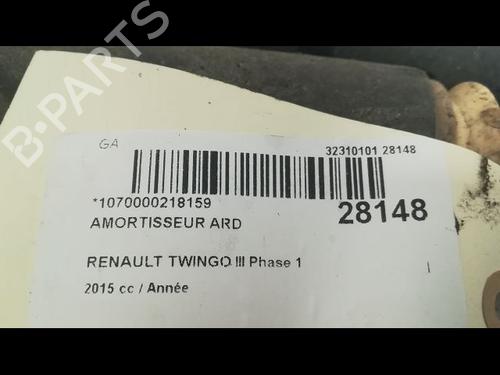 B-PARTS
GA
32310101 28148
*1070000218159
28148
AMORTISSEUR ARD
RENAULT TWINGO III Phase 1
2015 cc / Année